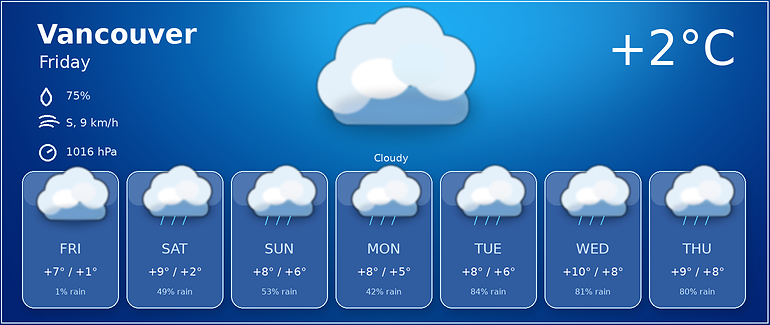 Vancouver
Friday
+2°C
75%
S, 9 km/h
1016 hPa
Cloudy
FRI
+7° / +1°
1% rain
SAT
+9° / +2°
49% rain
SUN
+8° / +6°
53% rain
MON
+8° / +5°
42% rain
TUE
+8° / +6°
84% rain
WED
+10° / +8°
81% rain
THU
+9° / +8°
80% rain